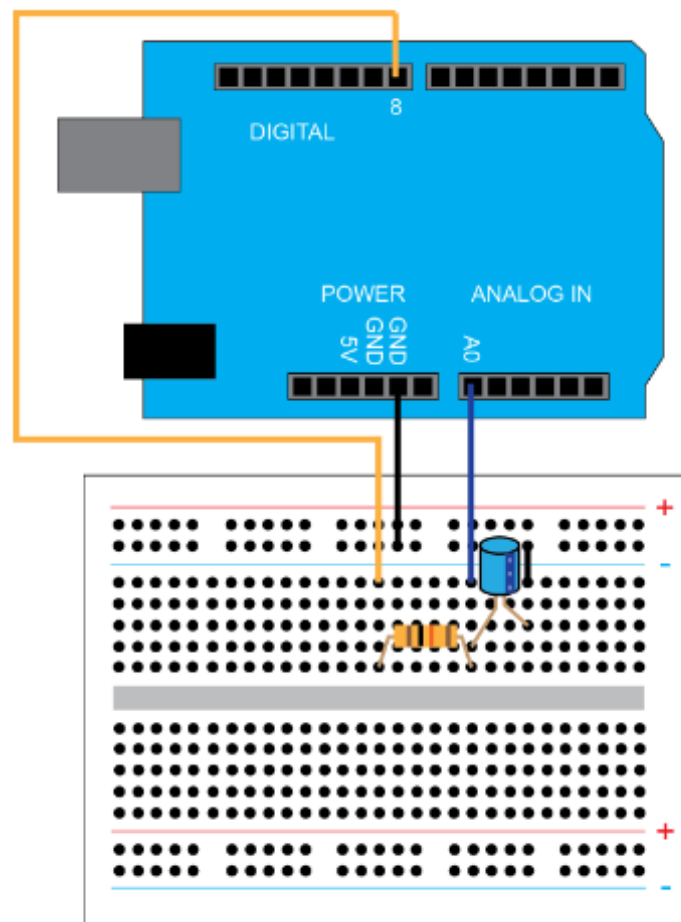 8
DIGITAL
POWER
ANALOG IN
5V
GND
GND
A0
+
-
+
-